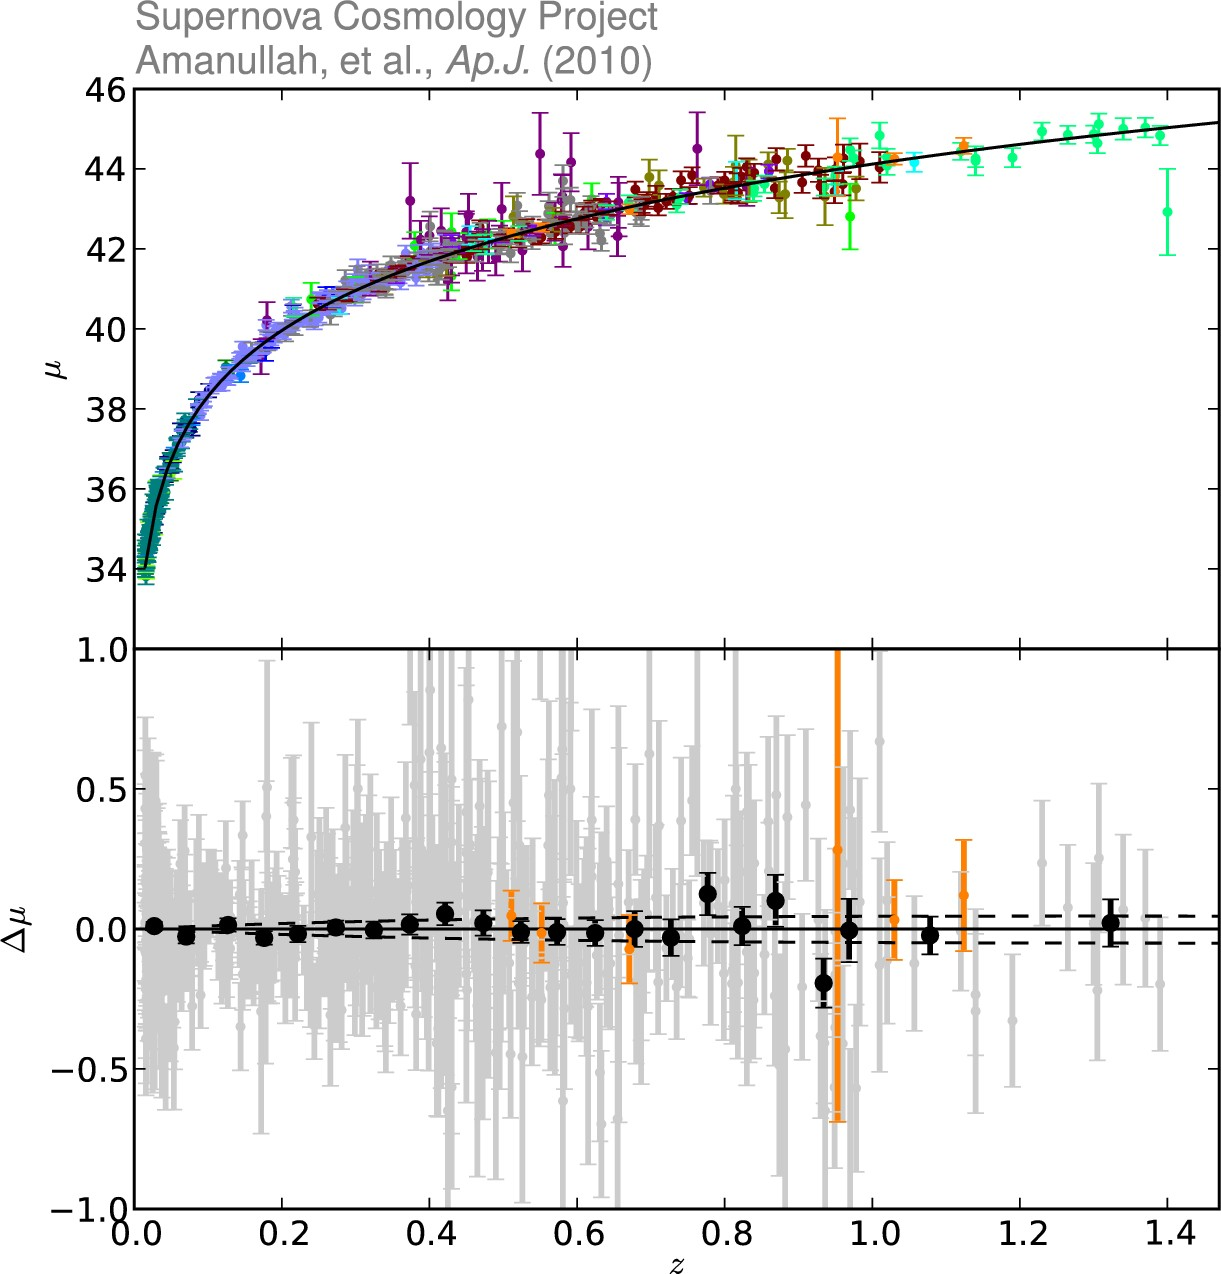 Supernova Cosmology Project
Amanullah, et al., Ap.J. (2010)
46
44
42
40
38
36
34
μ
1.0
0.5
0.0
−0.5
−1.0
Δμ
0.0 0.2 0.4 0.6 0.8 1.0 1.2 1.4
z